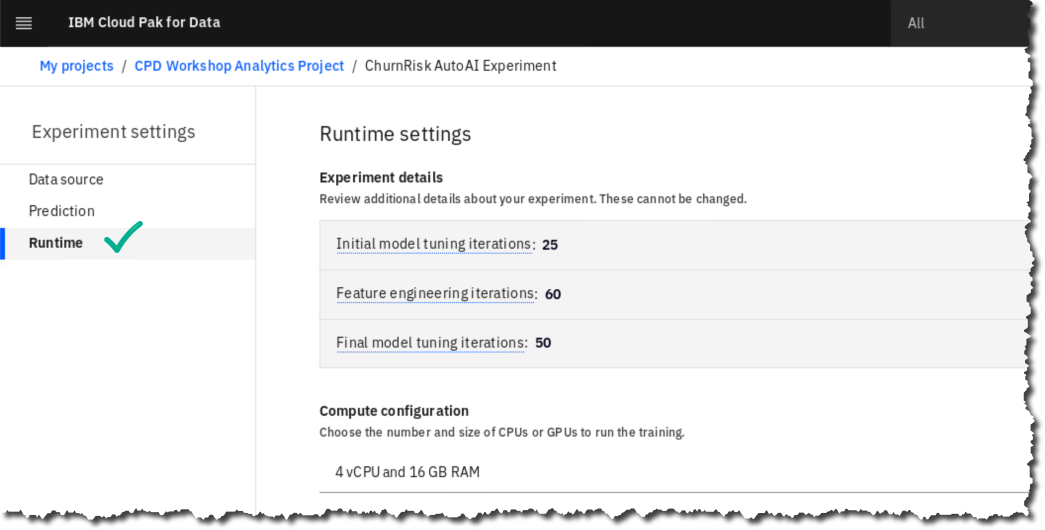 IBM Cloud Pak for Data
All
My projects / CPD Workshop Analytics Project / ChurnRisk AutoAI Experiment
Experiment settings
Data source
Prediction
Runtime
Runtime settings
Experiment details
Review additional details about your experiment. These cannot be changed.
Initial model tuning iterations: 25
Feature engineering iterations: 60
Final model tuning iterations: 50
Compute configuration
Choose the number and size of CPUs or GPUs to run the training.
4 vCPU and 16 GB RAM